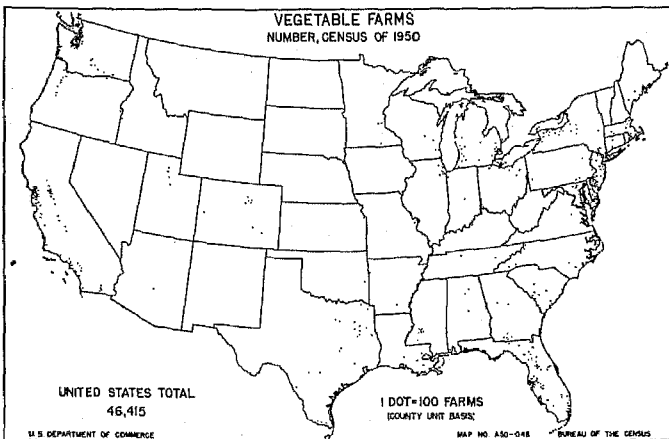 VEGETABLE FARMS
NUMBER, CENSUS OF 1950
UNITED STATES TOTAL
46,415
1 DOT=100 FARMS
(COUNTY UNIT BASIS)
U.S. DEPARTMENT OF COMMERCE
MAP NO. A50-048
BUREAU OF THE CENSUS